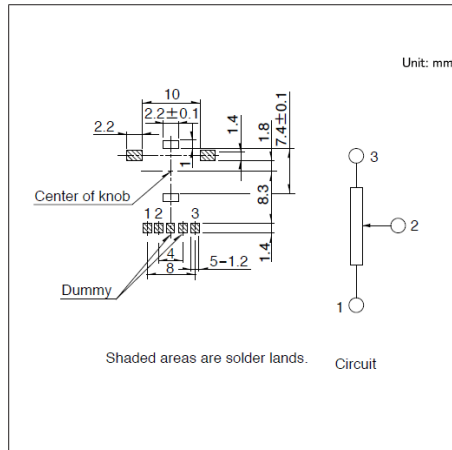 Unit: mm
10
2.2±0.1
2.2
1
1.4
1.8
7.4±0.1
3
Center of knob
8.3
2
1 2 3
4
8
5-1.2
1.4
Dummy
1
Shaded areas are solder lands.
Circuit